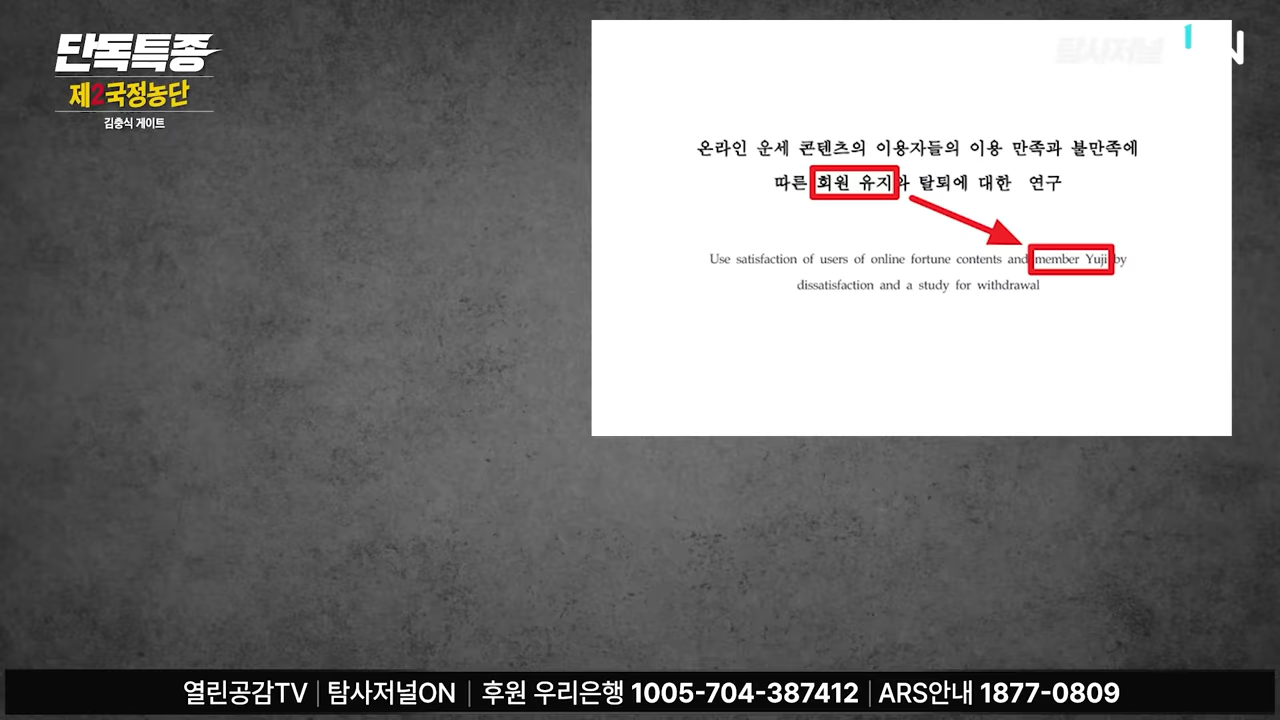 단독특종
제2국정농단
김충식 게이트
탐사저널
온라인 운세 콘텐츠의 이용자들의 이용 만족과 불만족에
따른 회원 유지와 탈퇴에 대한 연구
Use satisfaction of users of online fortune contents and member Yuji by
dissatisfaction and a study for withdrawal
열린공감TV | 탐사저널ON | 후원 우리은행 1005-704-387412 | ARS안내 1877-0809